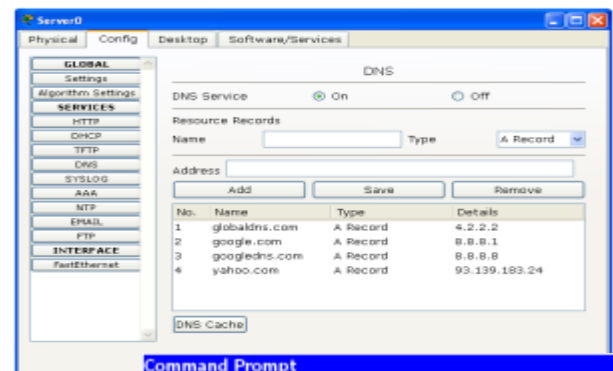 Server0
Physical Config Desktop Software/Services
GLOBAL
Settings
Algorithm Settings
SERVICES
HTTP
DHCP
TFTP
DNS
SYSLOG
AAA
NTP
EMAIL
FTP
INTERFACE
FastEthernet
DNS
DNS Service On Off
Resource Records
Name Type A Record
Address
Add Save Remove
No. Name Type Details
1 globaldns.com A Record 4.2.2.2
2 google.com A Record 8.8.8.1
3 googledns.com A Record 8.8.8.8
4 yahoo.com A Record 93.139.183.24
DNS Cache
Command Prompt